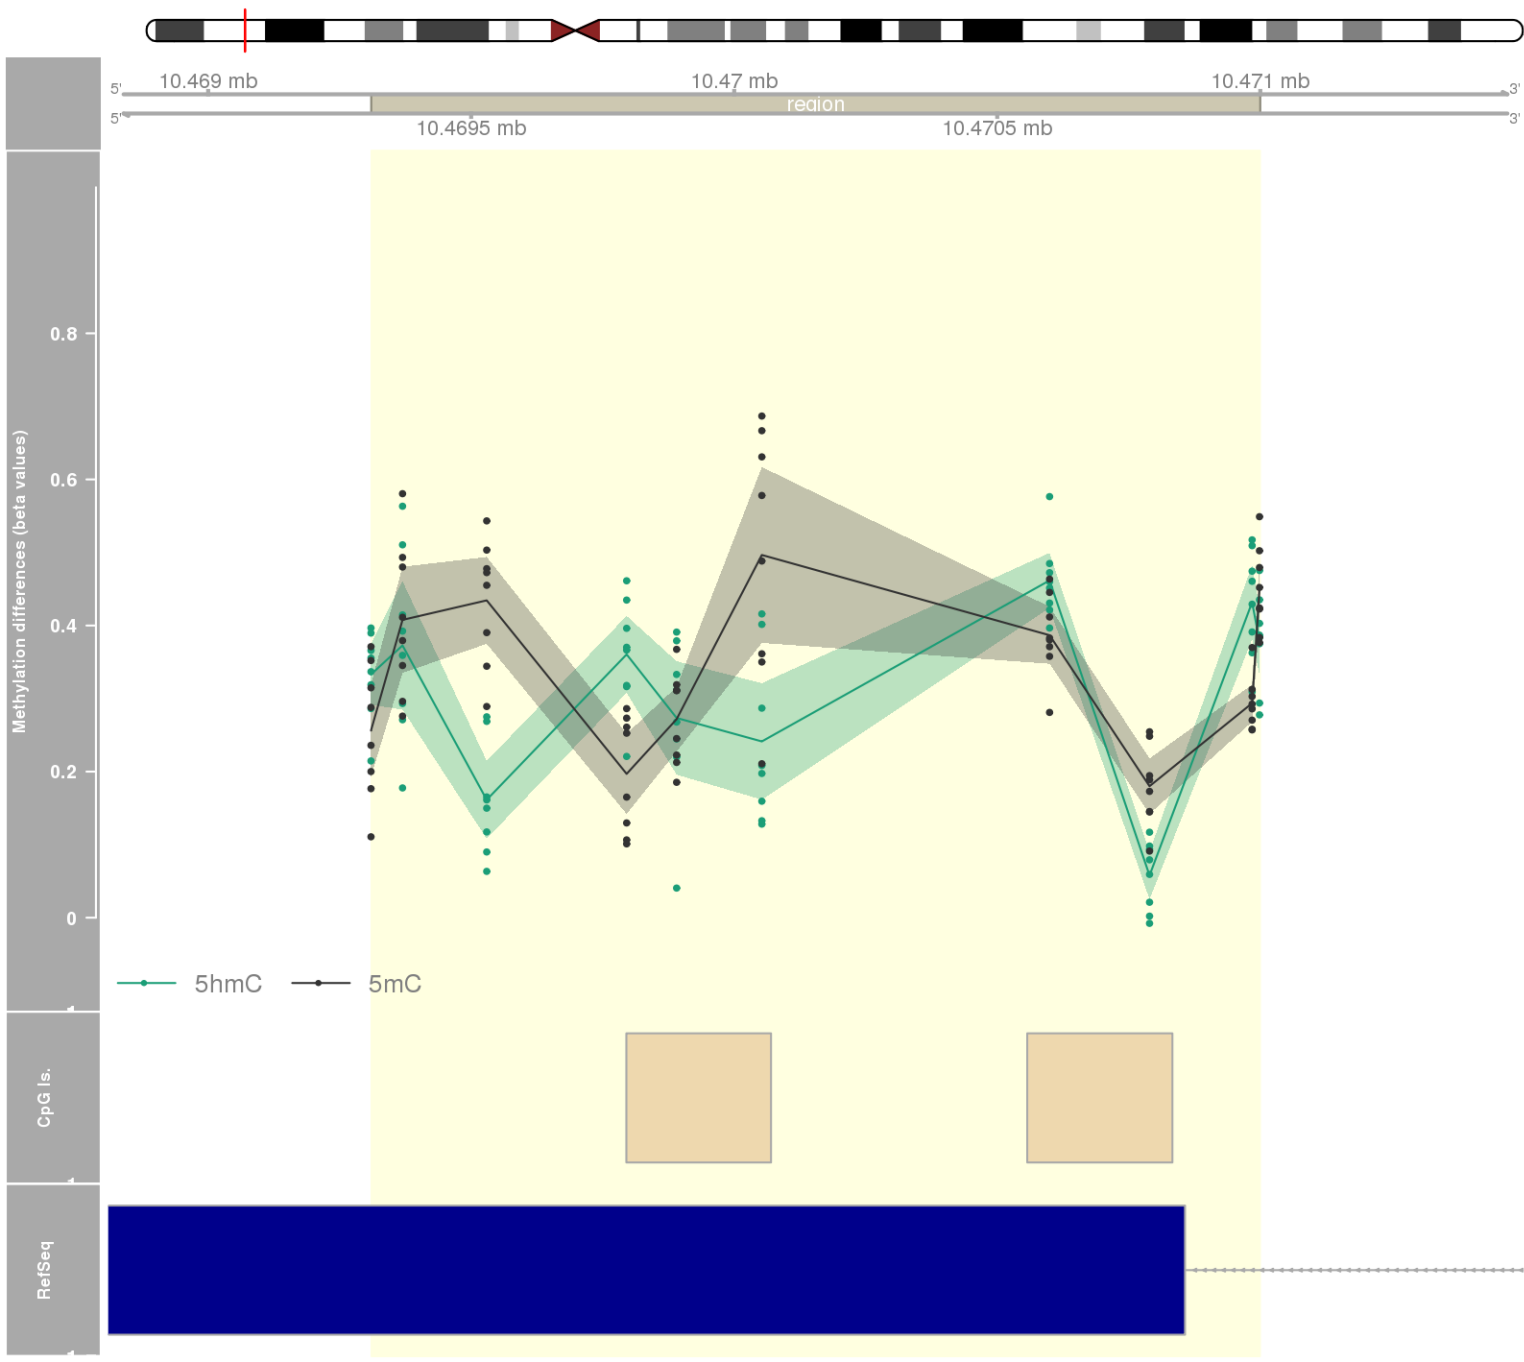 10.469 mb 10.47 mb 10.471 mb
5' 3'
region
5' 3'
10.4695 mb 10.4705 mb
Methylation differences (beta values)
0.8
0.6
0.4
0.2
0
5hmC 5mC
CpG Is.
RefSeq